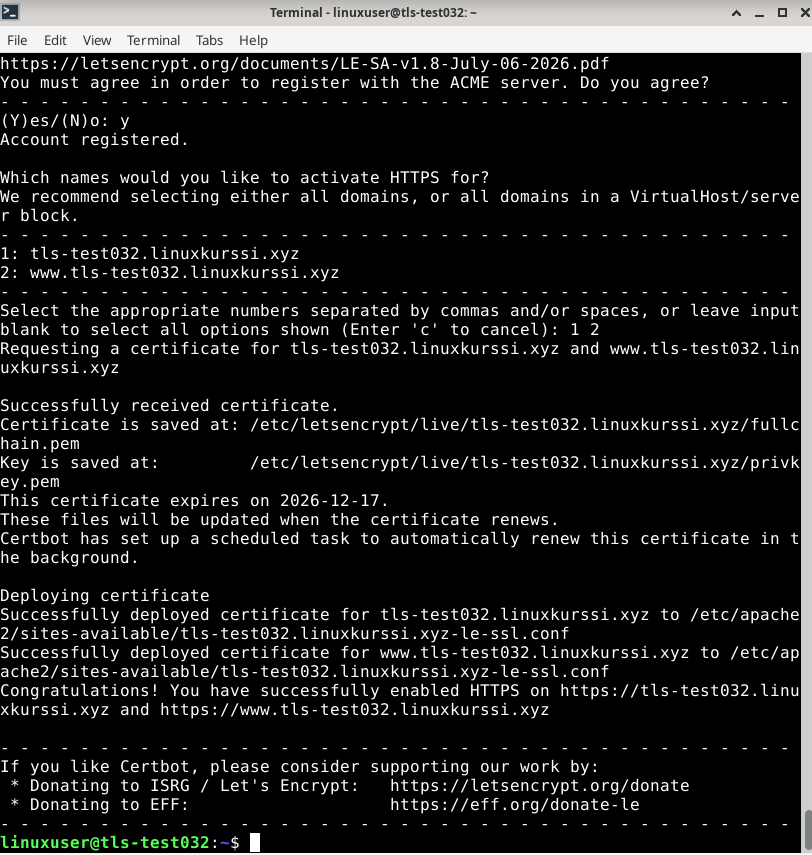 Terminal - linuxuser@tls-test032: ~
File Edit View Terminal Tabs Help
https://letsencrypt.org/documents/LE-SA-v1.8-July-06-2026.pdf
You must agree in order to register with the ACME server. Do you agree?
- - - - - - - - - - - - - - - - - - - - - - - - - - - - - - - - - - - - - - - -
(Y)es/(N)o: y
Account registered.

Which names would you like to activate HTTPS for?
We recommend selecting either all domains, or all domains in a VirtualHost/serve
r block.
- - - - - - - - - - - - - - - - - - - - - - - - - - - - - - - - - - - - - - - -
1: tls-test032.linuxkurssi.xyz
2: www.tls-test032.linuxkurssi.xyz
- - - - - - - - - - - - - - - - - - - - - - - - - - - - - - - - - - - - - - - -
Select the appropriate numbers separated by commas and/or spaces, or leave input
blank to select all options shown (Enter 'c' to cancel): 1 2
Requesting a certificate for tls-test032.linuxkurssi.xyz and www.tls-test032.lin
uxkurssi.xyz

Successfully received certificate.
Certificate is saved at: /etc/letsencrypt/live/tls-test032.linuxkurssi.xyz/fullc
hain.pem
Key is saved at:         /etc/letsencrypt/live/tls-test032.linuxkurssi.xyz/privk
ey.pem
This certificate expires on 2026-12-17.
These files will be updated when the certificate renews.
Certbot has set up a scheduled task to automatically renew this certificate in t
he background.

Deploying certificate
Successfully deployed certificate for tls-test032.linuxkurssi.xyz to /etc/apache
2/sites-available/tls-test032.linuxkurssi.xyz-le-ssl.conf
Successfully deployed certificate for www.tls-test032.linuxkurssi.xyz to /etc/ap
ache2/sites-available/tls-test032.linuxkurssi.xyz-le-ssl.conf
Congratulations! You have successfully enabled HTTPS on https://tls-test032.linu
xkurssi.xyz and https://www.tls-test032.linuxkurssi.xyz

- - - - - - - - - - - - - - - - - - - - - - - - - - - - - - - - - - - - - - - -
If you like Certbot, please consider supporting our work by:
 * Donating to ISRG / Let's Encrypt:   https://letsencrypt.org/donate
 * Donating to EFF:                    https://eff.org/donate-le
- - - - - - - - - - - - - - - - - - - - - - - - - - - - - - - - - - - - - - - -
linuxuser@tls-test032:~$